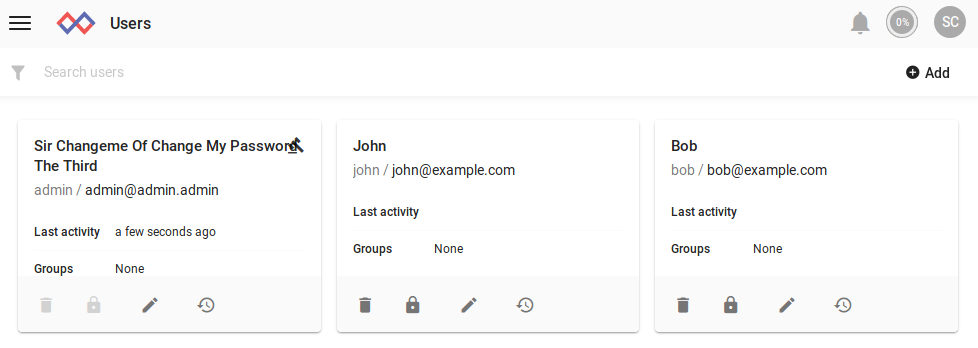 Users
0%
SC
Search users
Add
Sir Changeme Of Change My Password
The Third
admin / admin@admin.admin
Last activity a few seconds ago
Groups None
John
john / john@example.com
Last activity
Groups None
Bob
bob / bob@example.com
Last activity
Groups None